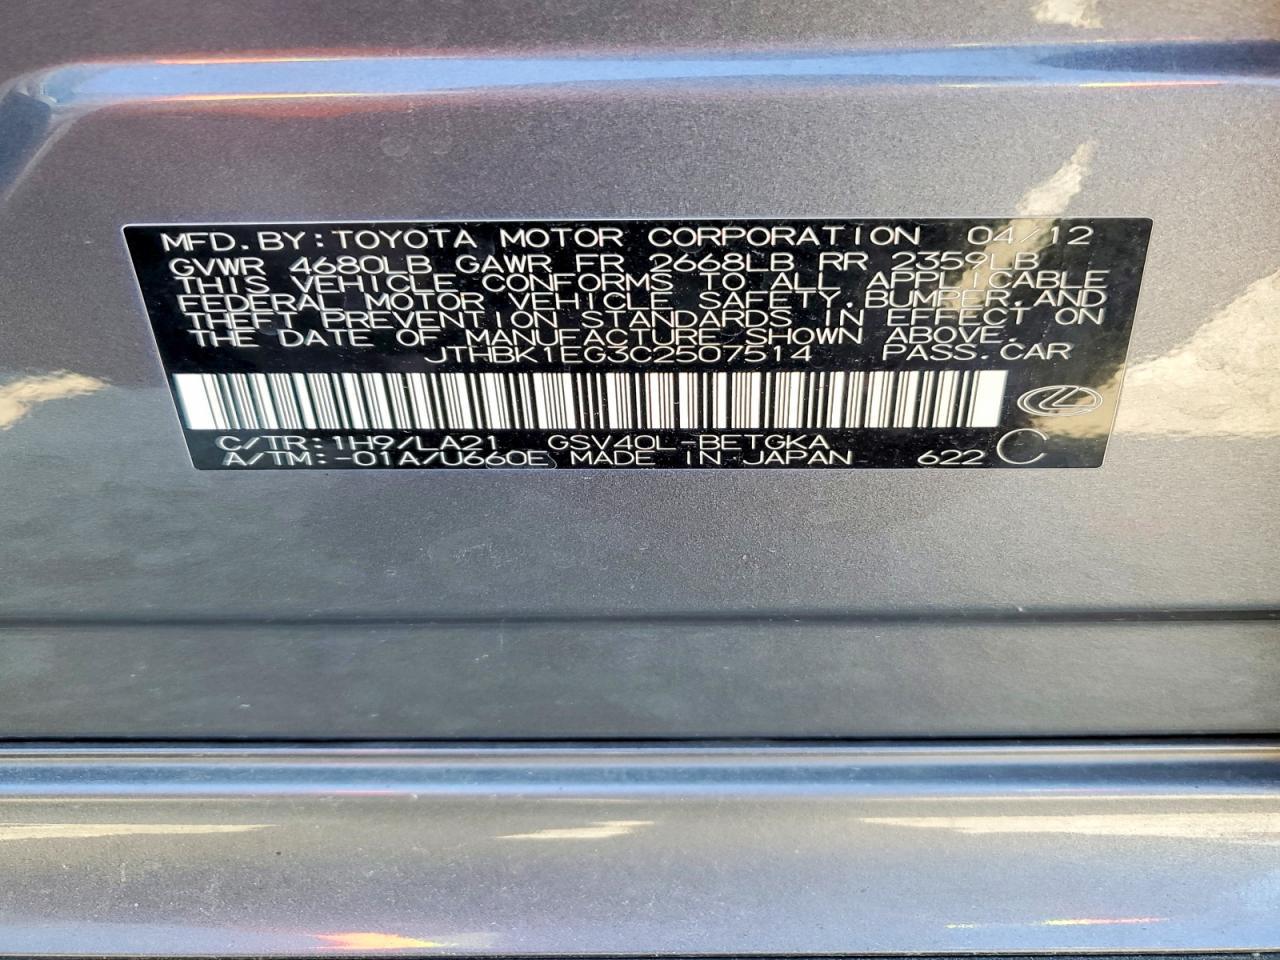 MFD.BY:TOYOTA MOTOR CORPORATION 04/12
GVWR 4680LB GAWR FR 2668LB RR 2359LB
THIS VEHICLE CONFORMS TO ALL APPLICABLE
FEDERAL MOTOR VEHICLE SAFETY,BUMPER,AND
THEFT PREVENTION STANDARDS IN EFFECT ON
THE DATE OF MANUFACTURE SHOWN ABOVE.
JTHBK1EG3C2507514 PASS.CAR
C/TR:1H9/LA21 GSV40L-BETGKA
A/TM:-01A/U660E MADE IN JAPAN 622 C